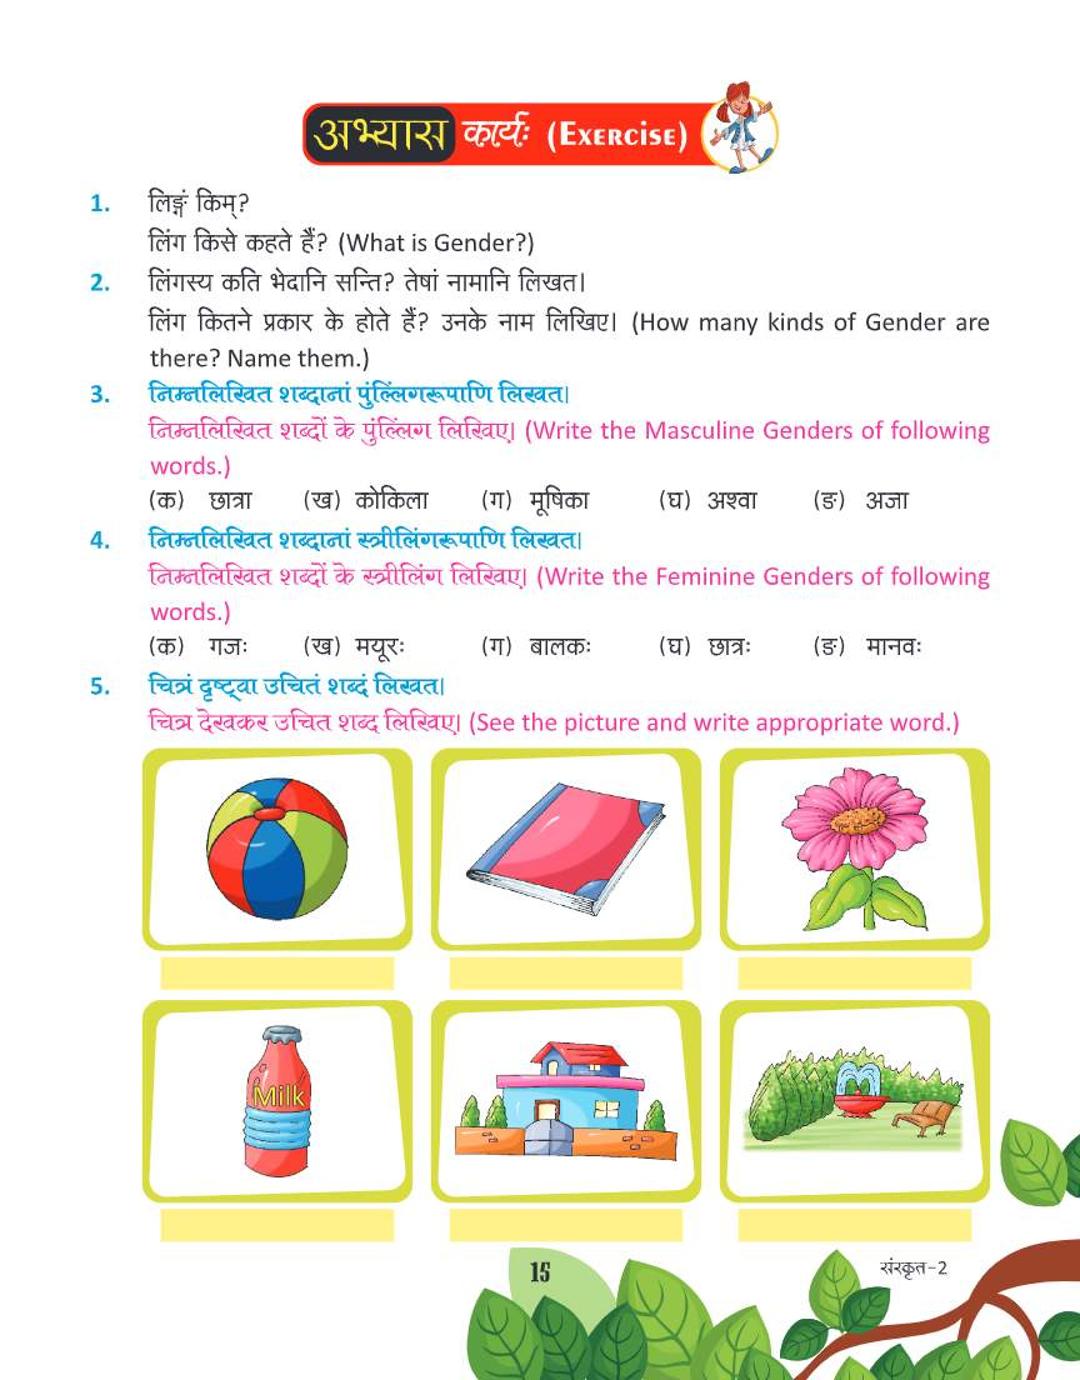 अभ्यास कार्यः (Exercise)
1. लिङ्गं किम्?
लिंग किसे कहते हैं? (What is Gender?)
2. लिंगस्य कति भेदानि सन्ति? तेषां नामानि लिखत।
लिंग कितने प्रकार के होते हैं? उनके नाम लिखिए। (How many kinds of Gender are
there? Name them.)
3. निम्नलिखित शब्दानां पुंल्लिंगरूपाणि लिखत।
निम्नलिखित शब्दों के पुंल्लिंग लिखिए। (Write the Masculine Genders of following
words.)
(क) छात्रा (ख) कोकिला (ग) मूषिका (घ) अश्वा (ङ) अजा
4. निम्नलिखित शब्दानां स्त्रीलिंगरूपाणि लिखत।
निम्नलिखित शब्दों के स्त्रीलिंग लिखिए। (Write the Feminine Genders of following
words.)
(क) गजः (ख) मयूरः (ग) बालकः (घ) छात्रः (ङ) मानवः
5. चित्रं दृष्ट्वा उचितं शब्दं लिखत।
चित्र देखकर उचित शब्द लिखिए। (See the picture and write appropriate word.)
Milk
15
संस्कृत-2